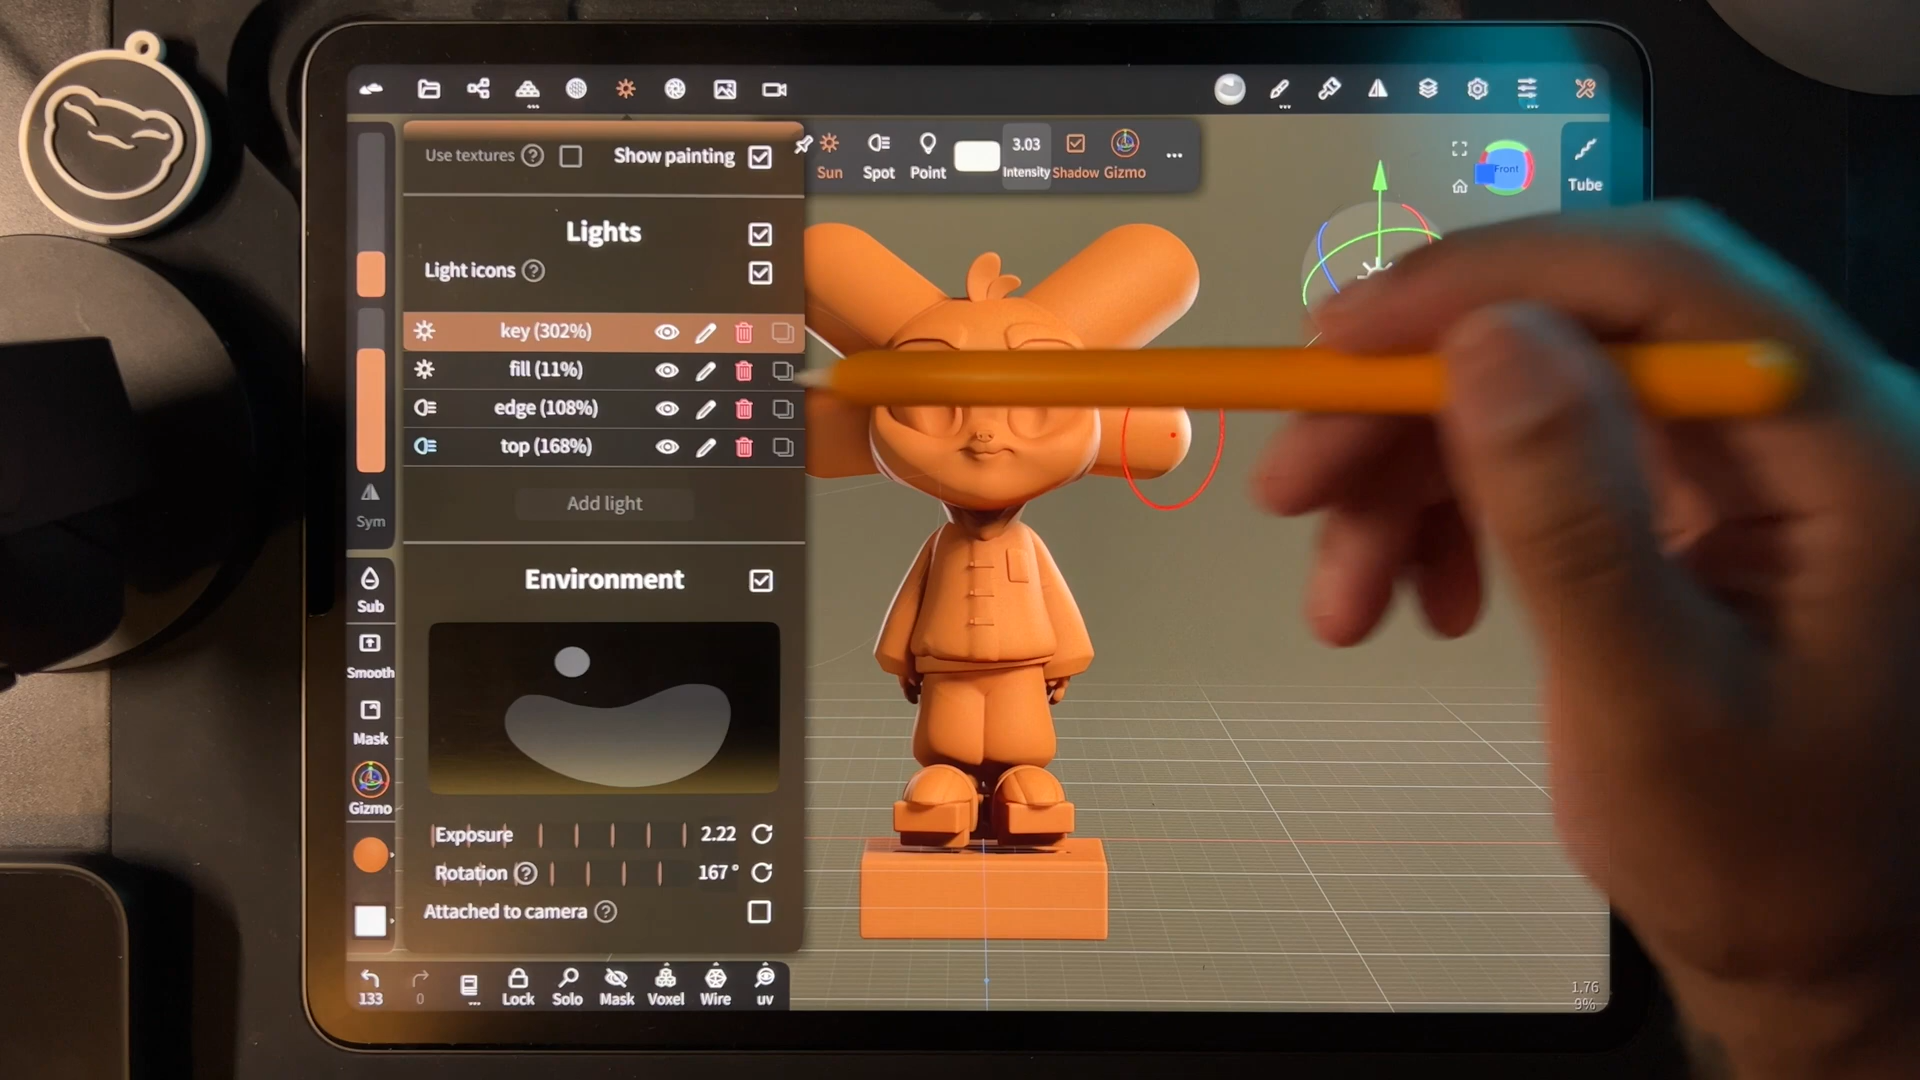 Use textures ? Show painting
Sun Spot Point 3.03 Intensity Shadow Gizmo
Front
Tube
Lights
Light icons ?
key (302%)
fill (11%)
edge (108%)
top (168%)
Add light
Sym
Environment
Sub
Smooth
Mask
Gizmo
Exposure 2.22
Rotation ? 167°
Attached to camera ?
133 0 Lock Solo Mask Voxel Wire uv
1.76
9%